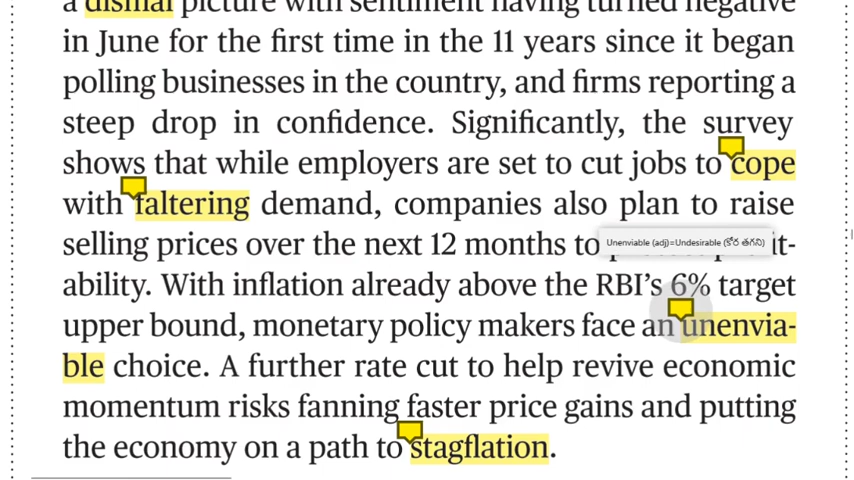 a dismal picture with sentiment having turned negative
in June for the first time in the 11 years since it began
polling businesses in the country, and firms reporting a
steep drop in confidence. Significantly, the survey
shows that while employers are set to cut jobs to cope
with faltering demand, companies also plan to raise
selling prices over the next 12 months to it-
Unenviable (adj)=Undesirable (కోర తగని)
ability. With inflation already above the RBI’s 6% target
upper bound, monetary policy makers face an unenvia-
ble choice. A further rate cut to help revive economic
momentum risks fanning faster price gains and putting
the economy on a path to stagflation.